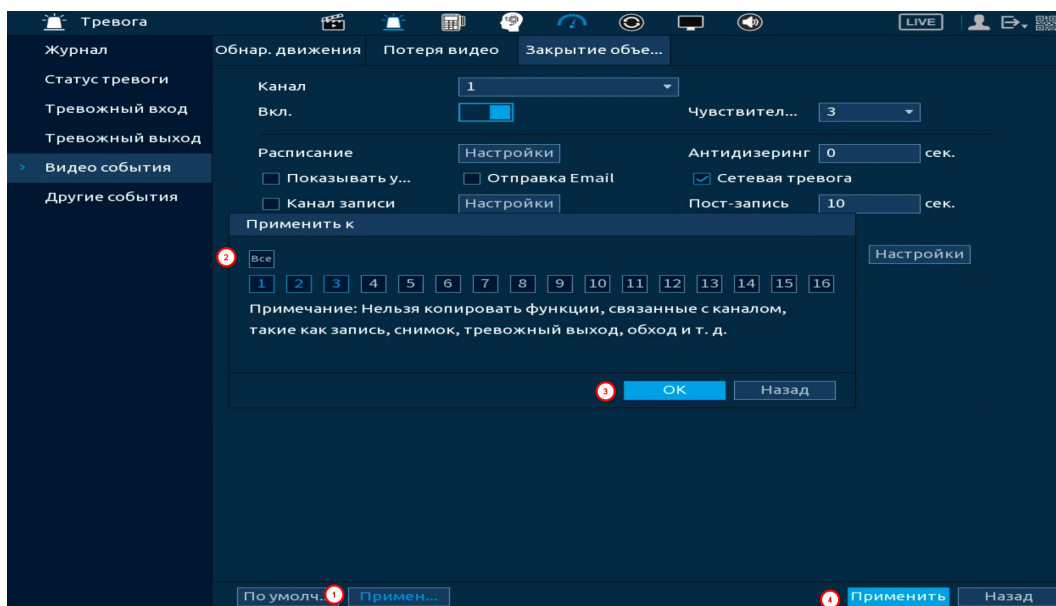 Тревога
LIVE
Журнал
Обнар. движения Потеря видео Закрытие объе...
Статус тревоги
Канал 1
Тревожный вход
Вкл. Чувствител... 3
Тревожный выход
Видео события
Расписание Настройки Антидизеринг 0 сек.
Показывать у... Отправка Email Сетевая тревога
Другие события
Канал записи Настройки Пост-запись 10 сек.
Применить к
2 Все Настройки
1 2 3 4 5 6 7 8 9 10 11 12 13 14 15 16
Примечание: Нельзя копировать функции, связанные с каналом,
такие как запись, снимок, тревожный выход, обход и т. д.
3 OK Назад
По умолч.. 1 Примен... 4 Применить Назад